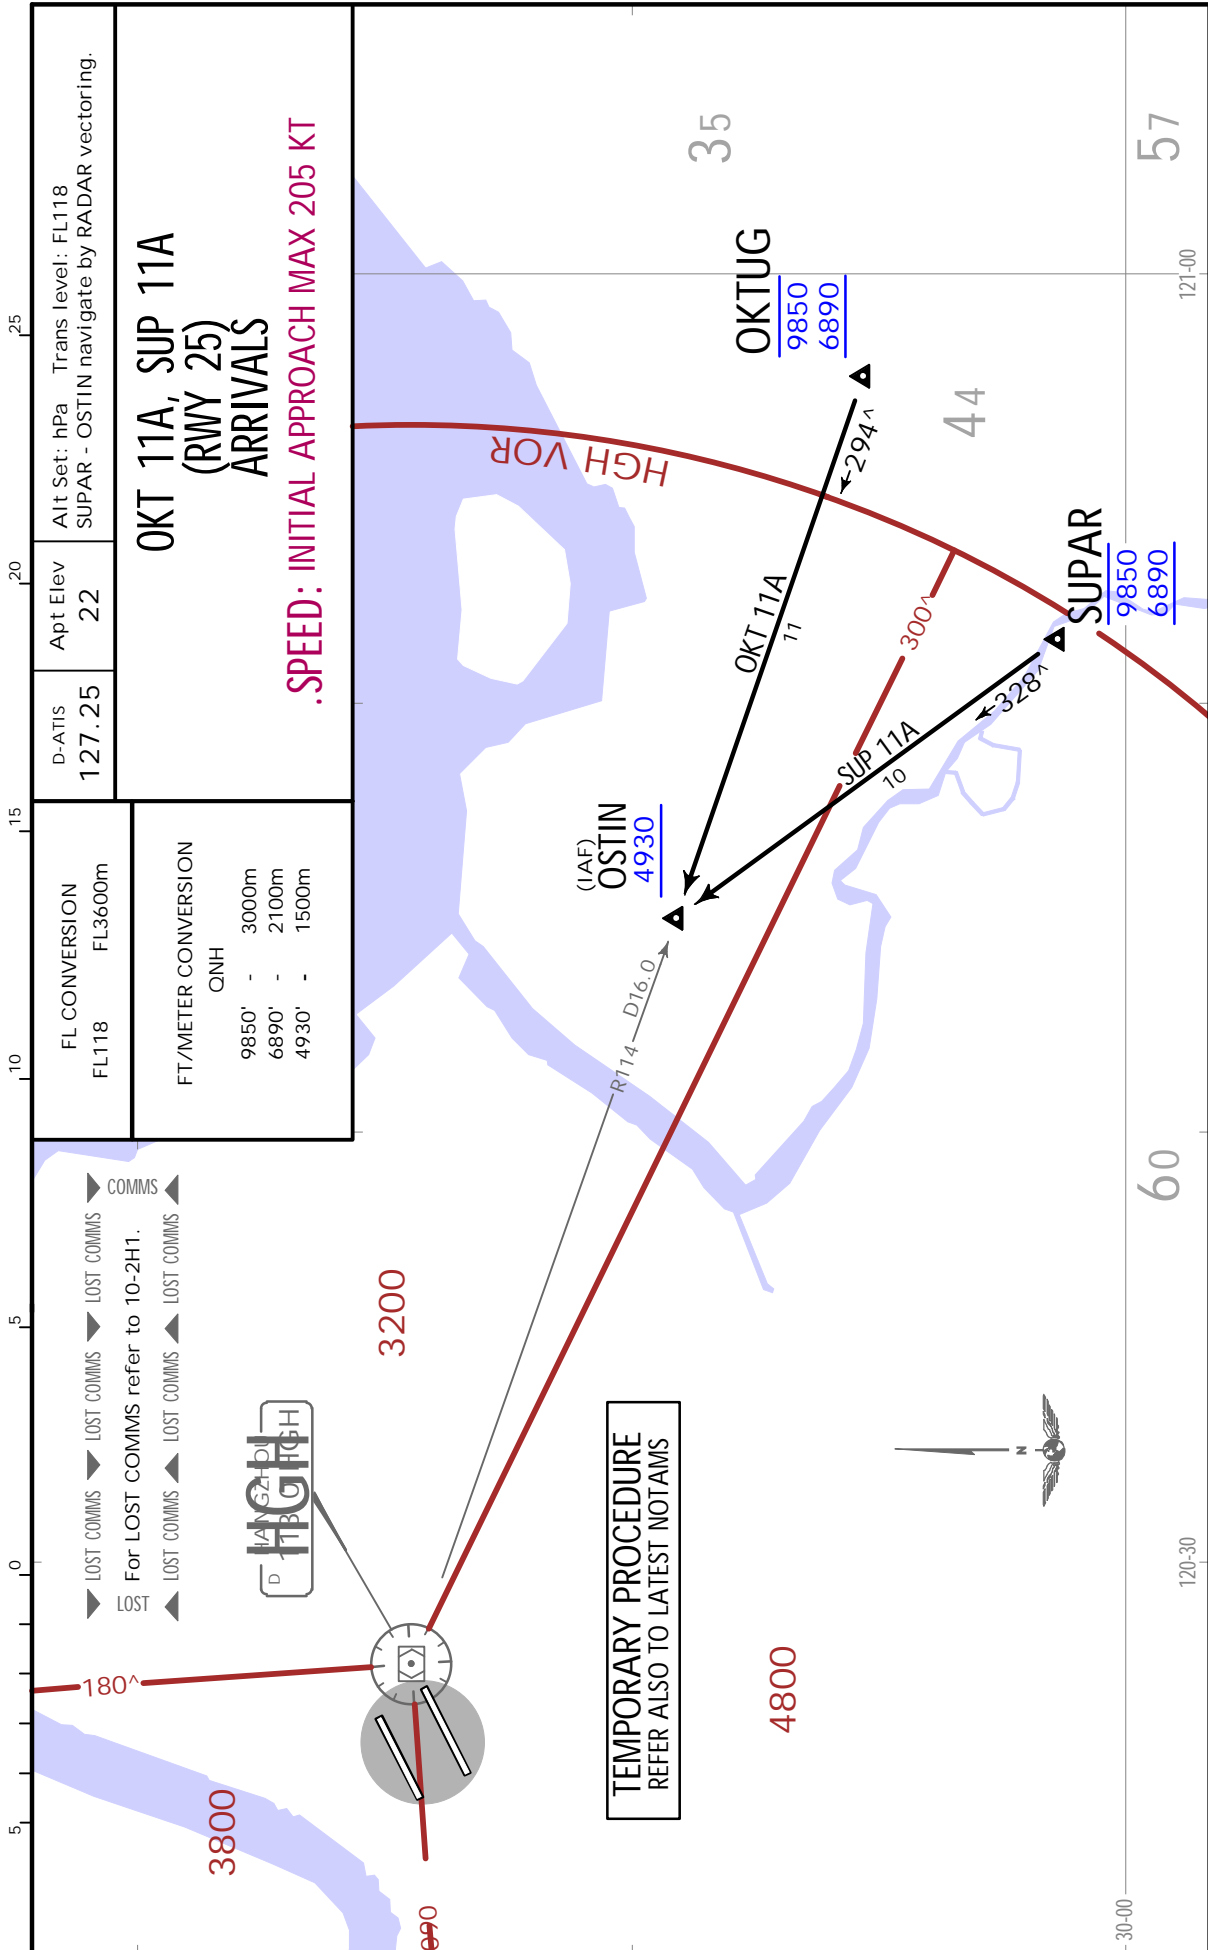 D-ATIS
127.25
Apt Elev
22
Alt Set: hPa Trans level: FL118
SUPAR - OSTIN navigate by RADAR vectoring.
OKT 11A, SUP 11A
(RWY 25)
ARRIVALS
.SPEED: INITIAL APPROACH MAX 205 KT
FL CONVERSION
FL118 FL3600m
FT/METER CONVERSION
QNH
9850' - 3000m
6890' - 2100m
4930' - 1500m
LOST COMMS LOST COMMS LOST COMMS COMMS
LOST For LOST COMMS refer to 10-2H1.
LOST COMMS LOST COMMS LOST COMMS
5 0 5 10 15 20 25
HANGZHOU
D
HGH
HGH
HGH VOR
180^
300^
090
3800
3200
4800
R114
D16.0
(IAF)
OSTIN
4930
OKTUG
9850
6890
294^
OKT 11A
11
SUPAR
9850
6890
328^
SUP 11A
10
TEMPORARY PROCEDURE
REFER ALSO TO LATEST NOTAMS
N
35
44
57
60
30-00
120-30
121-00